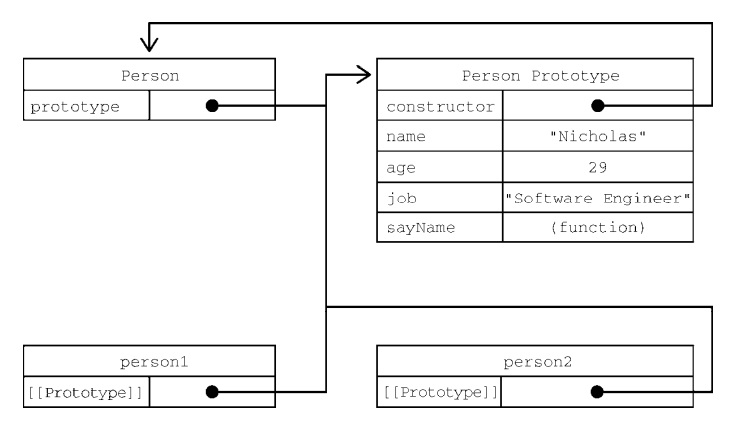 Person
prototype
Person Prototype
constructor
name "Nicholas"
age 29
job "Software Engineer"
sayName (function)
person1
[[Prototype]]
person2
[[Prototype]]